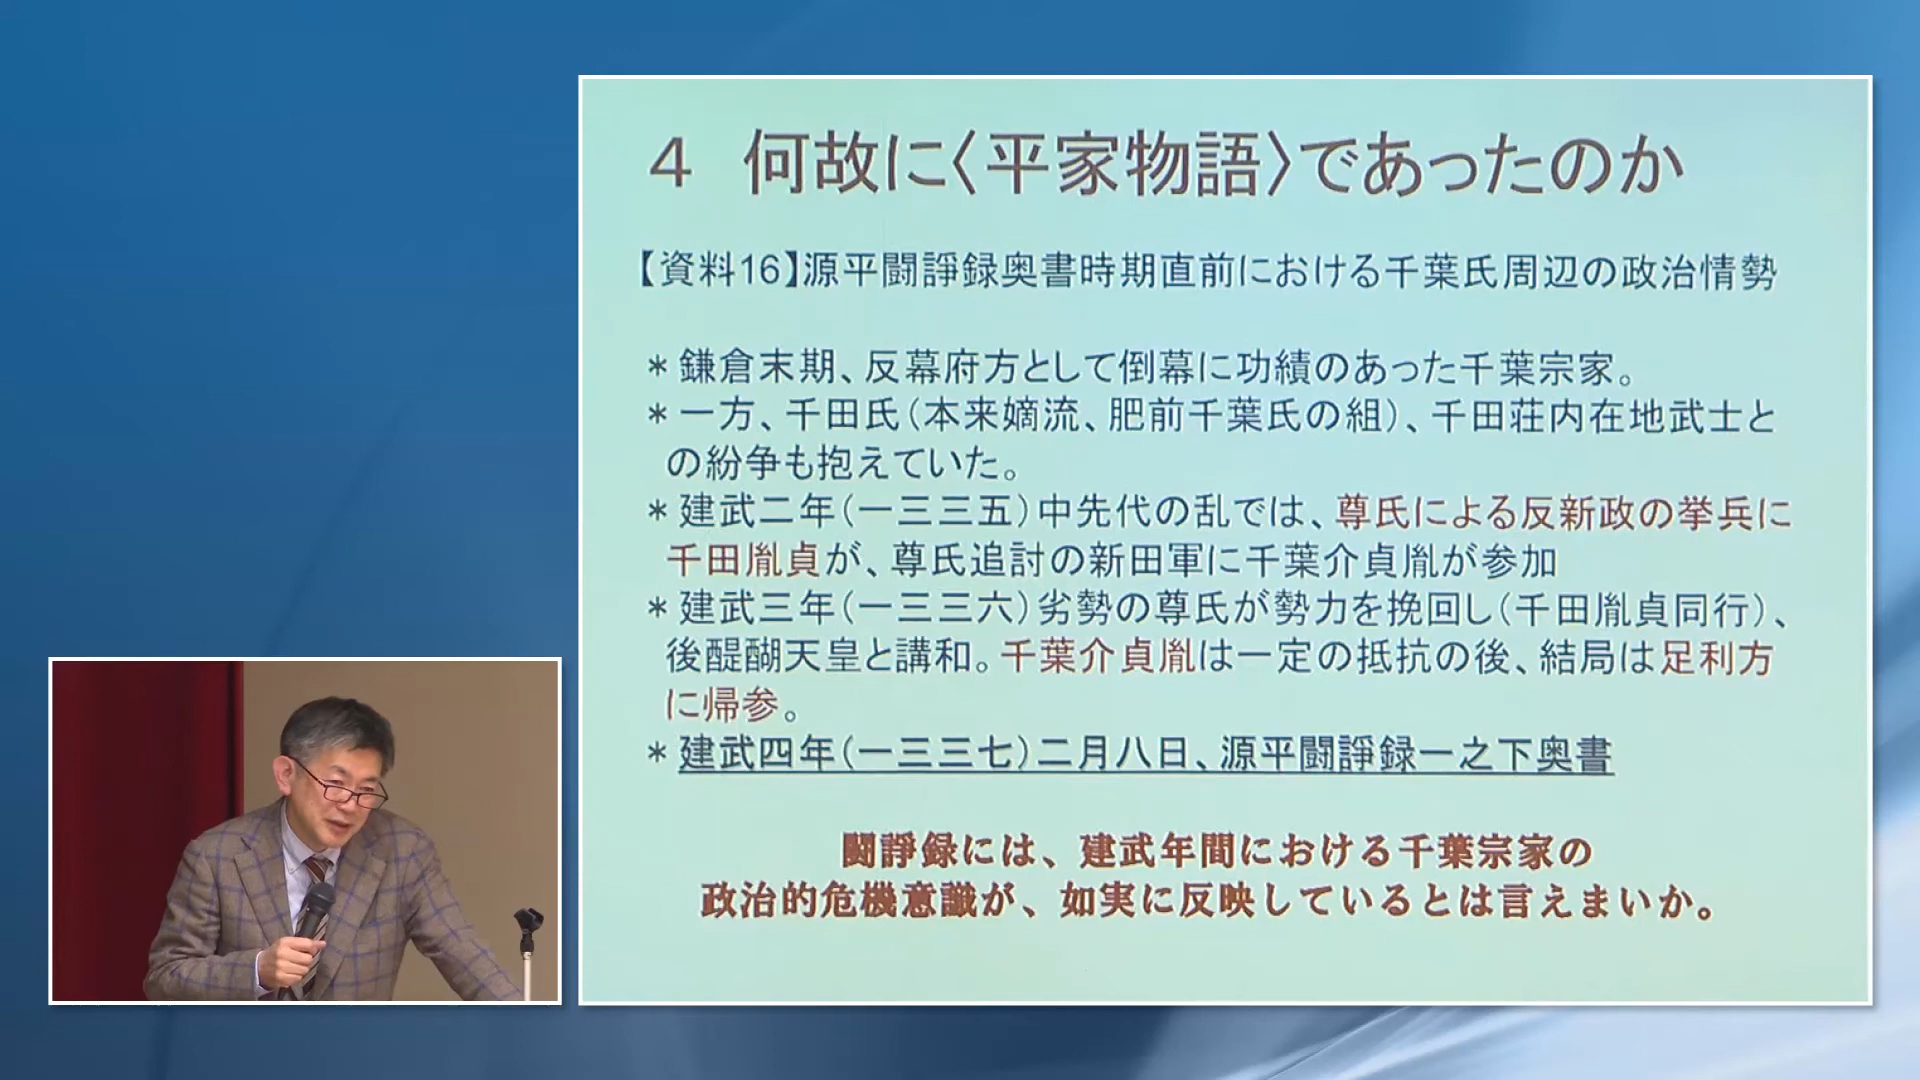 ４　何故に〈平家物語〉であったのか
【資料16】源平闘諍録奥書時期直前における千葉氏周辺の政治情勢
＊鎌倉末期、反幕府方として倒幕に功績のあった千葉宗家。
＊一方、千田氏（本来嫡流、肥前千葉氏の組）、千田荘内在地武士と
の紛争も抱えていた。
＊建武二年（一三三五）中先代の乱では、尊氏による反新政の挙兵に
千田胤貞が、尊氏追討の新田軍に千葉介貞胤が参加
＊建武三年（一三三六）劣勢の尊氏が勢力を挽回し（千田胤貞同行）、
後醍醐天皇と講和。千葉介貞胤は一定の抵抗の後、結局は足利方
に帰参。
＊建武四年（一三三七）二月八日、源平闘諍録一之下奥書
闘諍録には、建武年間における千葉宗家の
政治的危機意識が、如実に反映しているとは言えまいか。